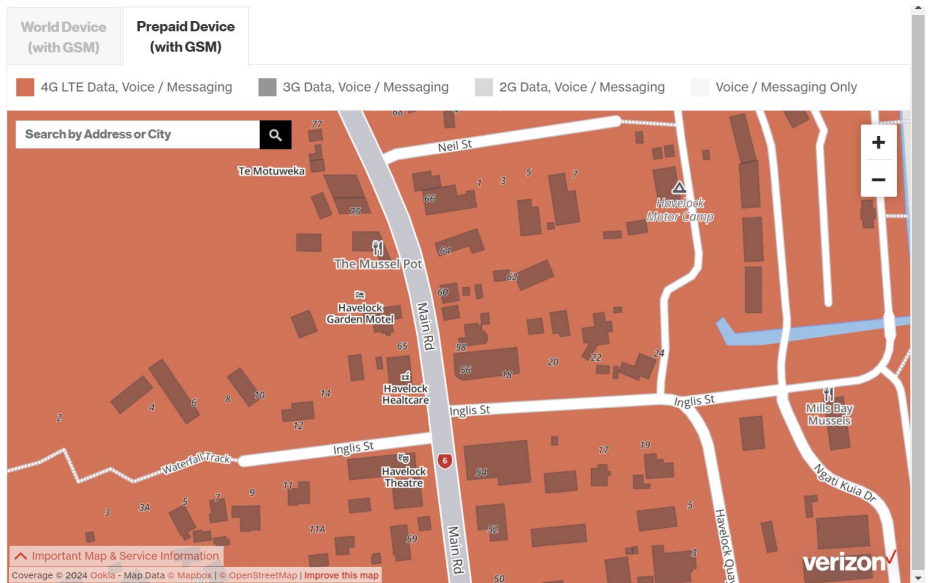 World Device
(with GSM)
Prepaid Device
(with GSM)
4G LTE Data, Voice / Messaging
3G Data, Voice / Messaging
2G Data, Voice / Messaging
Voice / Messaging Only
Search by Address or City
+
−
77
68
Neil St
Te Motuweka
1
3
5
7
66
75
Havelock
Motor Camp
The Mussel Pot
64
62
60
Havelock
Garden Motel
Main Rd
65
58
56
18
20
22
24
Havelock
Healtcare
2
4
6
8
10
12
14
Inglis St
Inglis St
Mills Bay
Mussels
Inglis St
Waterfall Track
6
17
19
Havelock
Theatre
54
Ngati Kuia Dr
3
3A
5
7
9
11
11A
59
52
Main Rd
50
5
3
Havelock Quay
Important Map & Service Information
verizon
Coverage © 2024 Ookla - Map Data © Mapbox | © OpenStreetMap | Improve this map